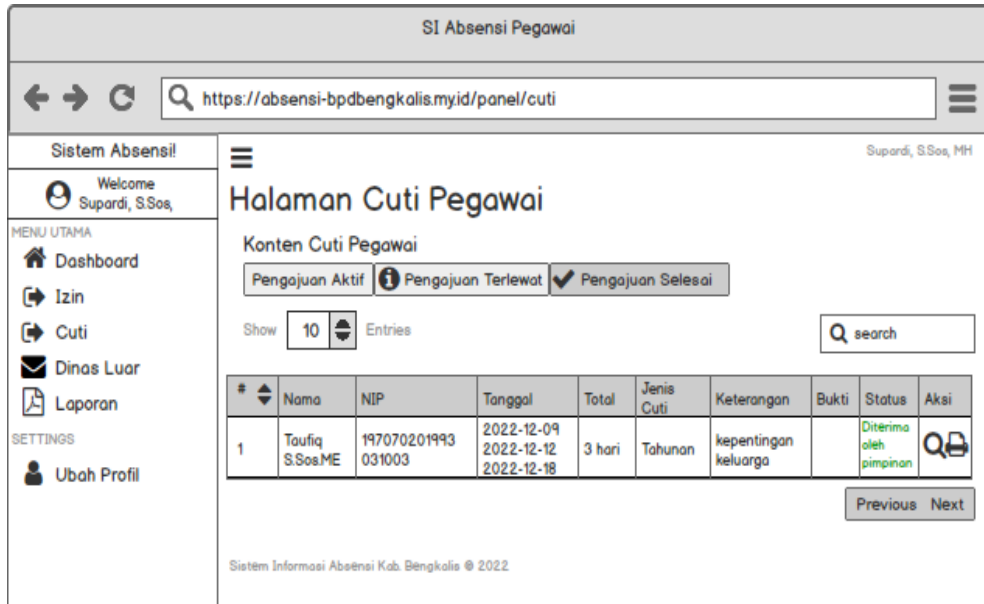 SI Absensi Pegawai
https://absensi-bpdbengkalis.my.id/panel/cuti
Sistem Absensi!
Welcome
Supardi, S.Sos,
MENU UTAMA
Dashboard
Izin
Cuti
Dinas Luar
Laporan
SETTINGS
Ubah Profil
Supardi, S.Sos, MH
Halaman Cuti Pegawai
Konten Cuti Pegawai
Pengajuan Aktif Pengajuan Terlewat Pengajuan Selesai
Show 10 Entries
search
# Nama NIP Tanggal Total Jenis Cuti Keterangan Bukti Status Aksi
1 Taufiq S.Sos.ME 197070201993 031003 2022-12-09 2022-12-12 2022-12-18 3 hari Tahunan kepentingan keluarga Diterima oleh pimpinan
Previous Next
Sistem Informasi Absensi Kab. Bengkalis © 2022